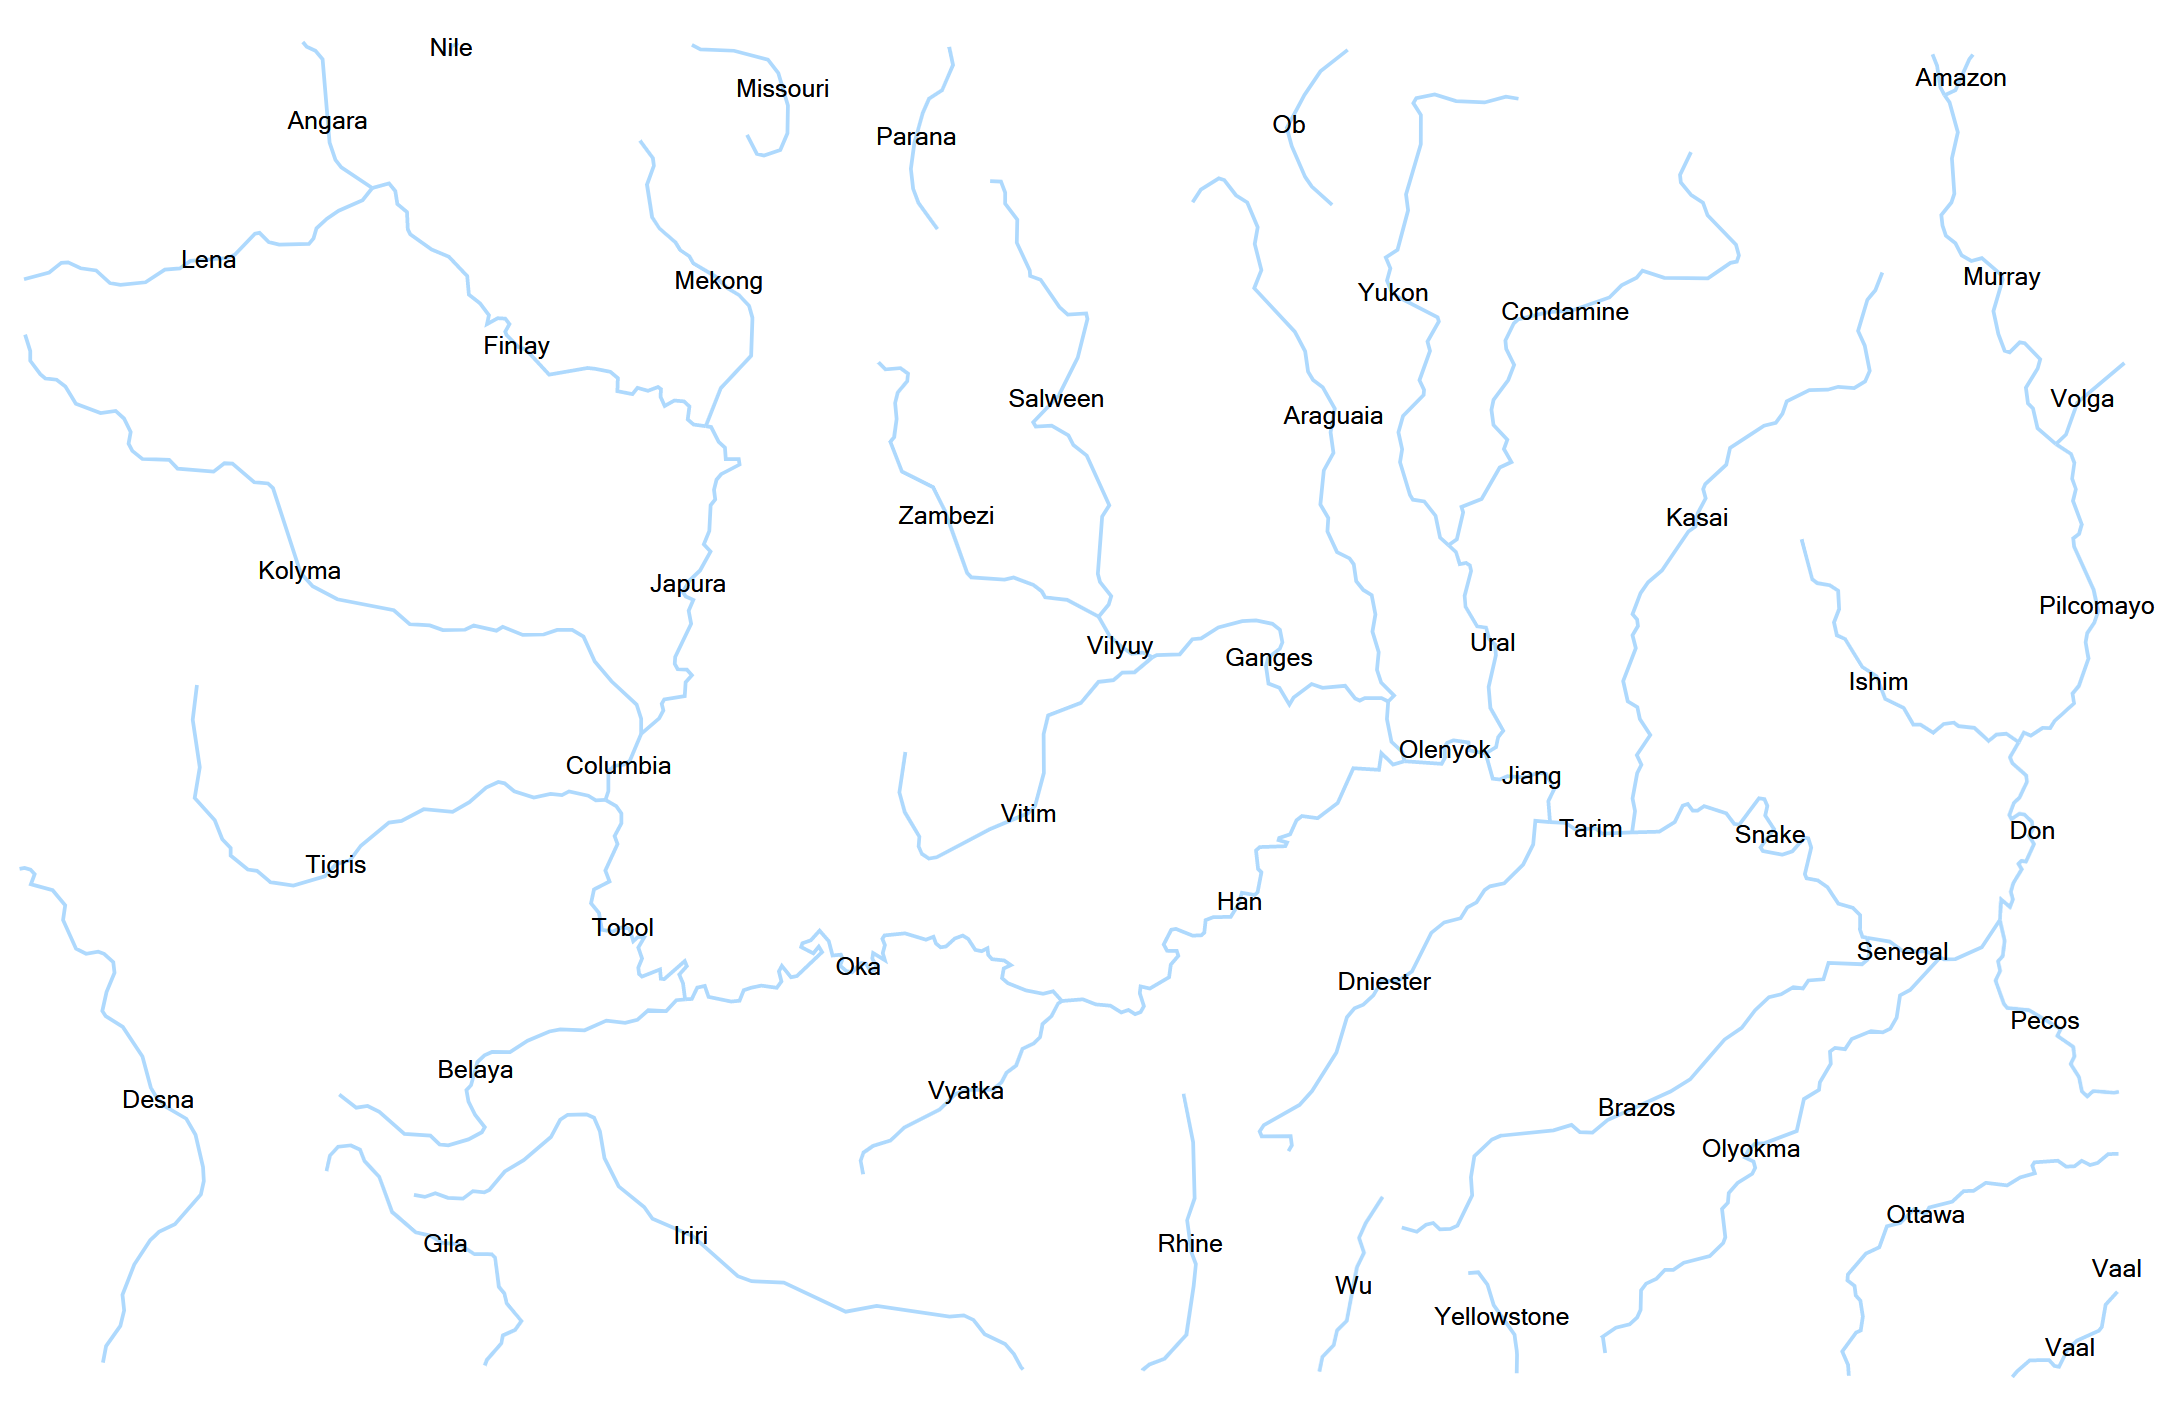 Nile
Amazon
Missouri
Angara
Ob
Parana
Lena
Murray
Mekong
Yukon
Condamine
Finlay
Salween
Volga
Araguaia
Zambezi
Kasai
Kolyma
Japura
Pilcomayo
Ural
Vilyuy
Ganges
Ishim
Olenyok
Columbia
Jiang
Vitim
Tarim
Don
Snake
Tigris
Han
Tobol
Senegal
Oka
Dniester
Pecos
Belaya
Vyatka
Desna
Brazos
Olyokma
Ottawa
Iriri
Gila
Rhine
Vaal
Wu
Yellowstone
Vaal